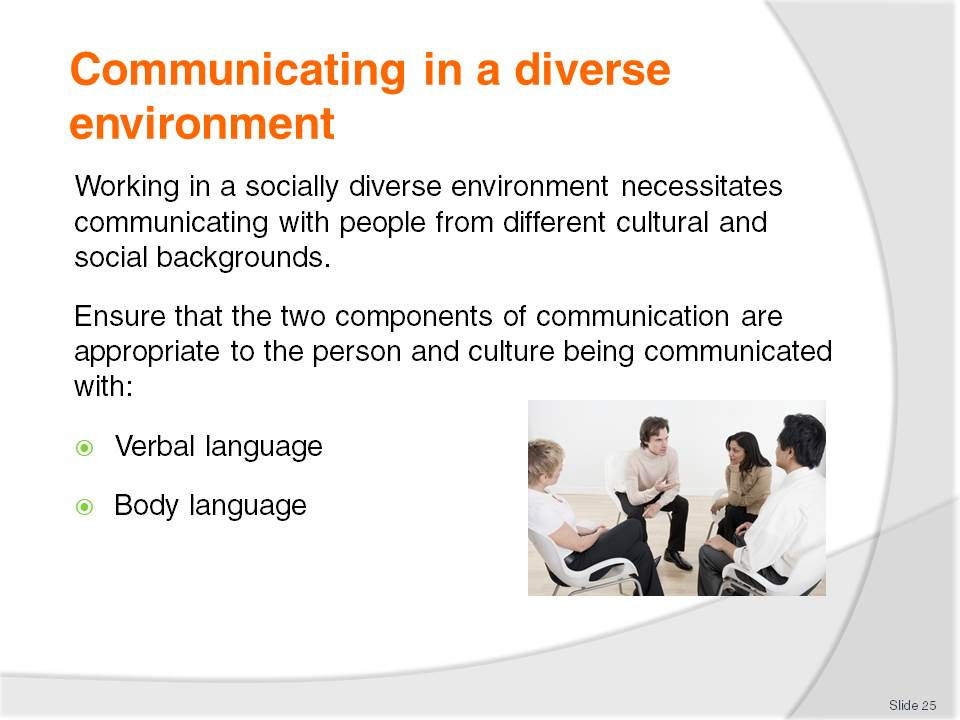 Communicating in a diverse
environment
Working in a socially diverse environment necessitates
communicating with people from different cultural and
social backgrounds.
Ensure that the two components of communication are
appropriate to the person and culture being communicated
with:
Verbal language
Body language
Slide 25